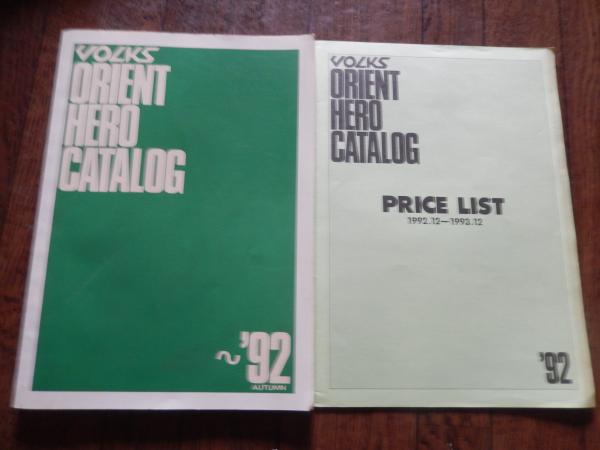 VOLKS
ORIENT
HERO
CATALOG
~'92
AUTUMN
VOLKS
ORIENT
HERO
CATALOG
PRICE LIST
1992.12—1993.12
'92